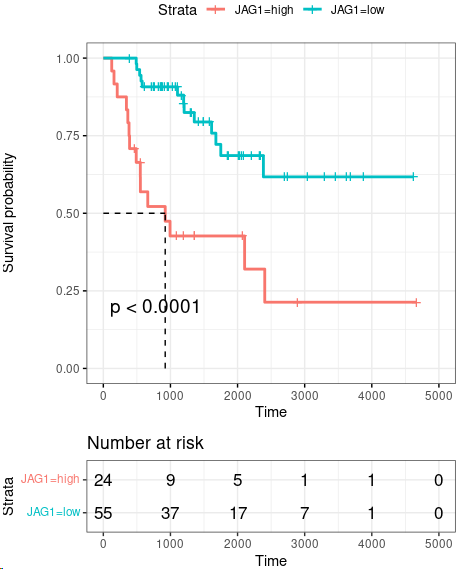 Strata JAG1=high JAG1=low
Survival probability
1.00
0.75
0.50
0.25
0.00
p < 0.0001
0 1000 2000 3000 4000 5000
Time
Number at risk
Strata
JAG1=high 24 9 5 1 1 0
JAG1=low 55 37 17 7 1 0
0 1000 2000 3000 4000 5000
Time